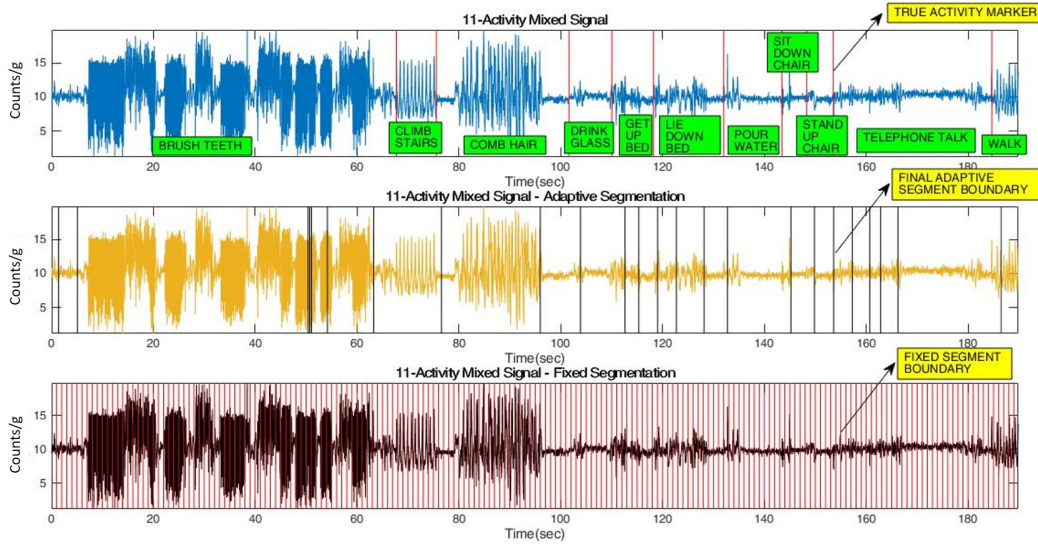 11-Activity Mixed Signal
TRUE ACTIVITY MARKER
Counts/g
15
10
5
SIT
DOWN
CHAIR
BRUSH TEETH
CLIMB
STAIRS
COMB HAIR
DRINK
GLASS
GET
UP
BED
LIE
DOWN
BED
POUR
WATER
STAND
UP
CHAIR
TELEPHONE TALK
WALK
0 20 40 60 80 100 120 140 160 180
Time(sec)
FINAL ADAPTIVE
SEGMENT BOUNDARY
11-Activity Mixed Signal - Adaptive Segmentation
Counts/g
15
10
5
0 20 40 60 80 100 120 140 160 180
Time(sec)
FIXED SEGMENT
BOUNDARY
11-Activity Mixed Signal - Fixed Segmentation
Counts/g
15
10
5
0 20 40 60 80 100 120 140 160 180
Time(sec)